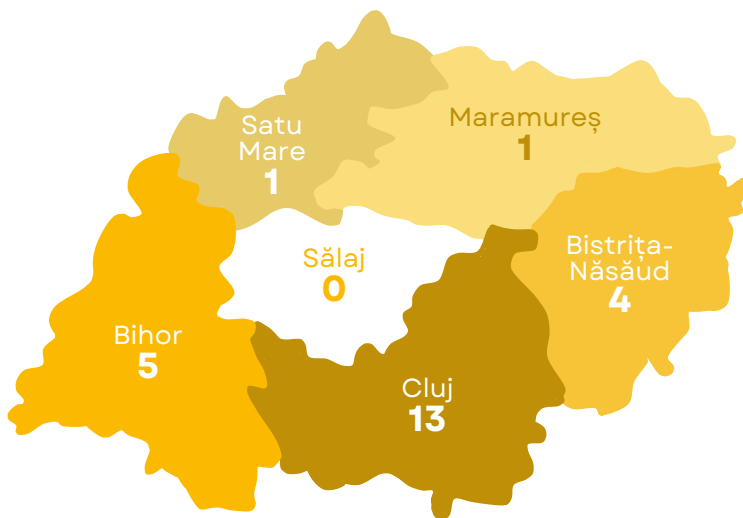 Satu
Mare
1
Maramureș
1
Sălaj
0
Bistrița-
Năsăud
4
Bihor
5
Cluj
13